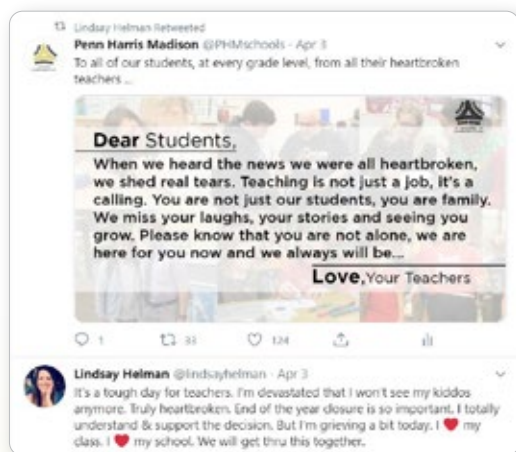 Lindsay Helman Retweeted
Penn Harris Madison @PHMschools · Apr 3
To all of our students, at every grade level, from all their heartbroken
teachers ...
Dear Students,
When we heard the news we were all heartbroken,
we shed real tears. Teaching is not just a job, it's a
calling. You are not just our students, you are family.
We miss your laughs, your stories and seeing you
grow. Please know that you are not alone, we are
here for you now and we always will be...
Love, Your Teachers
1 33 124
Lindsay Helman @lindsayhelman · Apr 3
It's a tough day for teachers. I'm devastated that I won't see my kiddos
anymore. Truly heartbroken. End of the year closure is so important. I totally
understand & support the decision. But I'm grieving a bit today. I ❤ my
class. I ❤ my school. We will get thru this together.